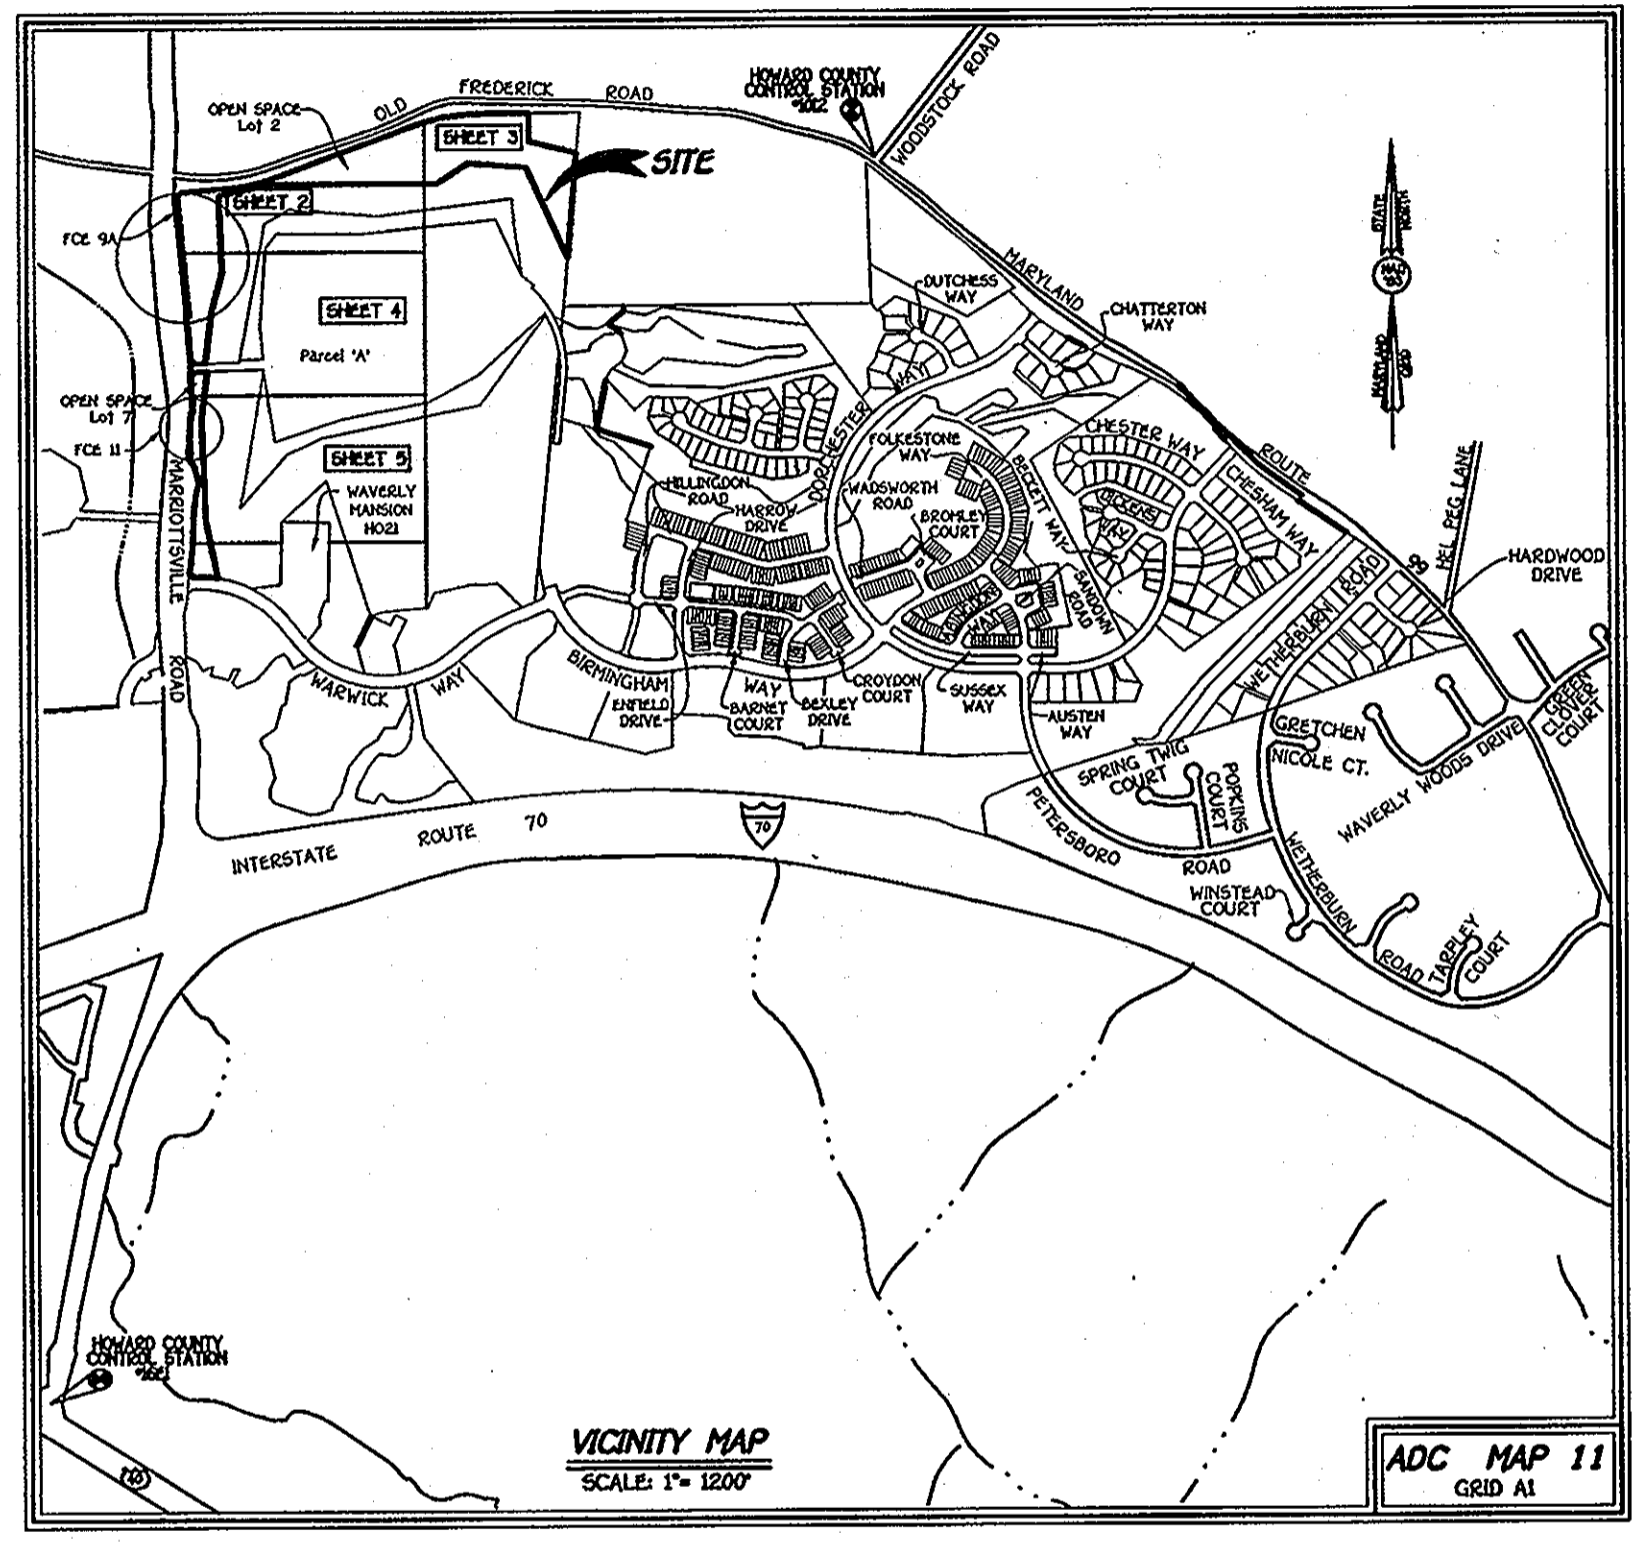 HOWARD COUNTY
CONTROL STATION
WOODSTOCK ROAD
OLD FREDERICK ROAD
OPEN SPACE
Lot 2
SHEET 3
SITE
SHEET 2
FCE 9A
STATE
NORTH
MARYLAND
GRID
SHEET 4
Parcel 'A'
OPEN SPACE
Lot 7
FCE 11
SHEET 5
WAVERLY
MANSION
HO21
MARRIOTTSVILLE ROAD
MARYLAND ROUTE 99
DUTCHESS
WAY
CHATTERTON
WAY
DORCHESTER WAY
FOLKESTONE
WAY
CHESTER WAY
HILLINGDON
ROAD
WADSWORTH
ROAD
HARROW
DRIVE
BROMLEY
COURT
BECKETT WAY
DICKENS
WAY
CHESHAM WAY
MEL PEG LANE
HARDWOOD
DRIVE
SANDOWN
ROAD
ABINGDON
WAY
WETHERBURN ROAD
WARWICK WAY
BIRMINGHAM WAY
ENFIELD
DRIVE
BARNET
COURT
BEXLEY
DRIVE
CROYDON
COURT
SUSSEX
WAY
AUSTEN
WAY
GREEN
CLOVER
COURT
GRETCHEN
NICOLE CT.
WAVERLY WOODS DRIVE
SPRING TWIG
COURT
POPKINS
COURT
PETERSBORO ROAD
WETHERBURN ROAD
WINSTEAD
COURT
TARPLEY
COURT
INTERSTATE ROUTE 70
70
HOWARD COUNTY
CONTROL STATION
VICINITY MAP
SCALE: 1"= 1200'
ADC MAP 11
GRID A1